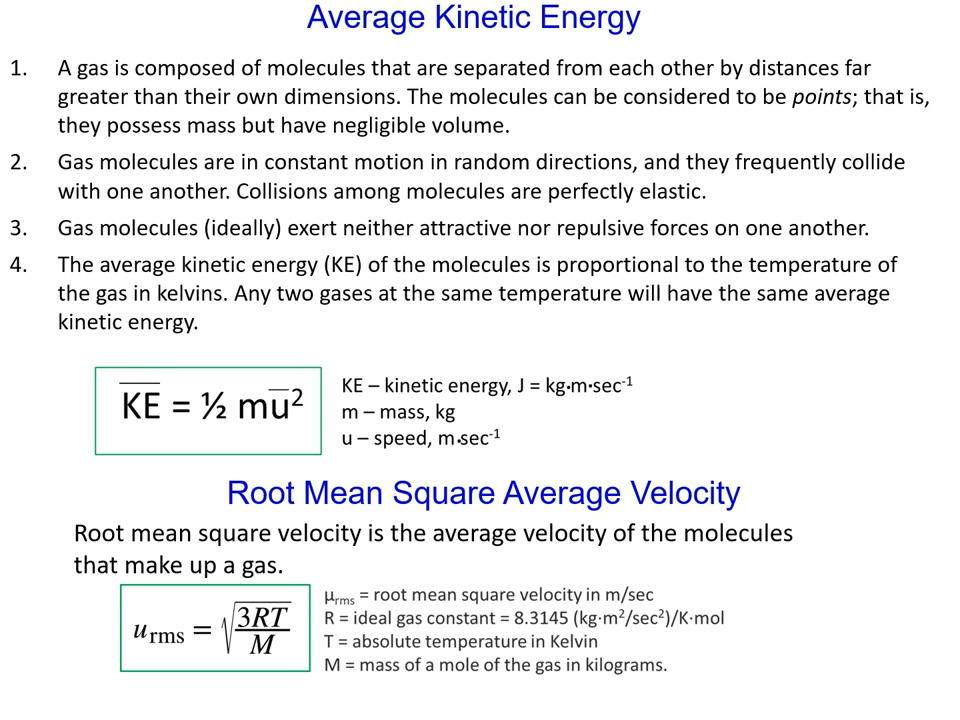 Average Kinetic Energy
1. A gas is composed of molecules that are separated from each other by distances far
greater than their own dimensions. The molecules can be considered to be points; that is,
they possess mass but have negligible volume.
2. Gas molecules are in constant motion in random directions, and they frequently collide
with one another. Collisions among molecules are perfectly elastic.
3. Gas molecules (ideally) exert neither attractive nor repulsive forces on one another.
4. The average kinetic energy (KE) of the molecules is proportional to the temperature of
the gas in kelvins. Any two gases at the same temperature will have the same average
kinetic energy.
K̅E̅ = ½ mu̅²
KE – kinetic energy, J = kg·m·sec⁻¹
m – mass, kg
u – speed, m·sec⁻¹
Root Mean Square Average Velocity
Root mean square velocity is the average velocity of the molecules
that make up a gas.
u_rms = √(3RT/M)
μ_rms = root mean square velocity in m/sec
R = ideal gas constant = 8.3145 (kg·m²/sec²)/K·mol
T = absolute temperature in Kelvin
M = mass of a mole of the gas in kilograms.